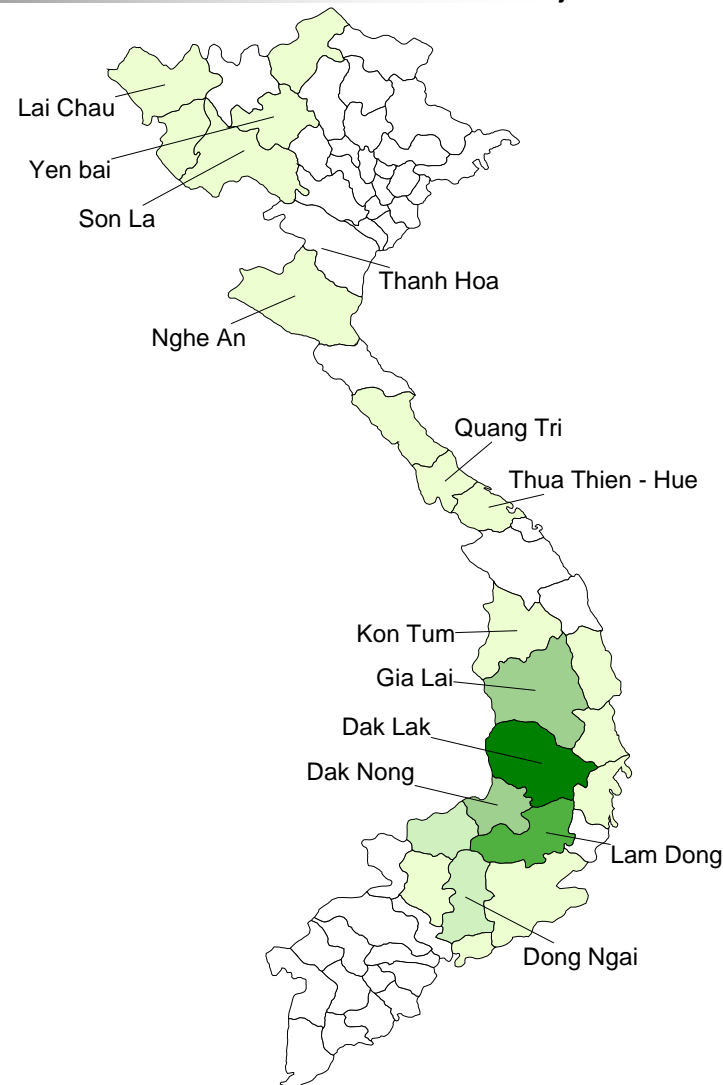 Lai Chau
Yen bai
Son La
Thanh Hoa
Nghe An
Quang Tri
Thua Thien - Hue
Kon Tum
Gia Lai
Dak Lak
Dak Nong
Lam Dong
Dong Ngai